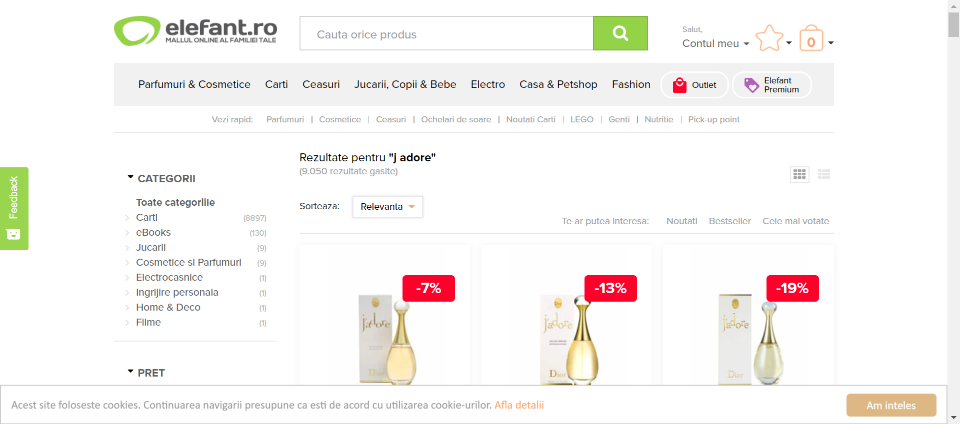 elefant.ro
MALLUL ONLINE AL FAMILIEI TALE
Cauta orice produs
Salut,
Contul meu
0
Parfumuri & Cosmetice Carti Ceasuri Jucarii, Copii & Bebe Electro Casa & Petshop Fashion Outlet Elefant Premium
Vezi rapid: Parfumuri | Cosmetice | Ceasuri | Ochelari de soare | Noutati Carti | LEGO | Genti | Nutritie | Pick-up point
Feedback
CATEGORII
Toate categoriile
Carti (8897)
eBooks (130)
Jucarii (9)
Cosmetice si Parfumuri (9)
Electrocasnice (1)
Ingrijire personala (1)
Home & Deco (1)
Filme (1)
PRET
Rezultate pentru "j adore"
(9.050 rezultate gasite)
Sorteaza: Relevanta
Te-ar putea interesa: Noutati Bestseller Cele mai votate
-7% -13% -19%
j'adore j'adore j'adore
Dior Dior Dior
Acest site foloseste cookies. Continuarea navigarii presupune ca esti de acord cu utilizarea cookie-urilor. Afla detalii
Am inteles